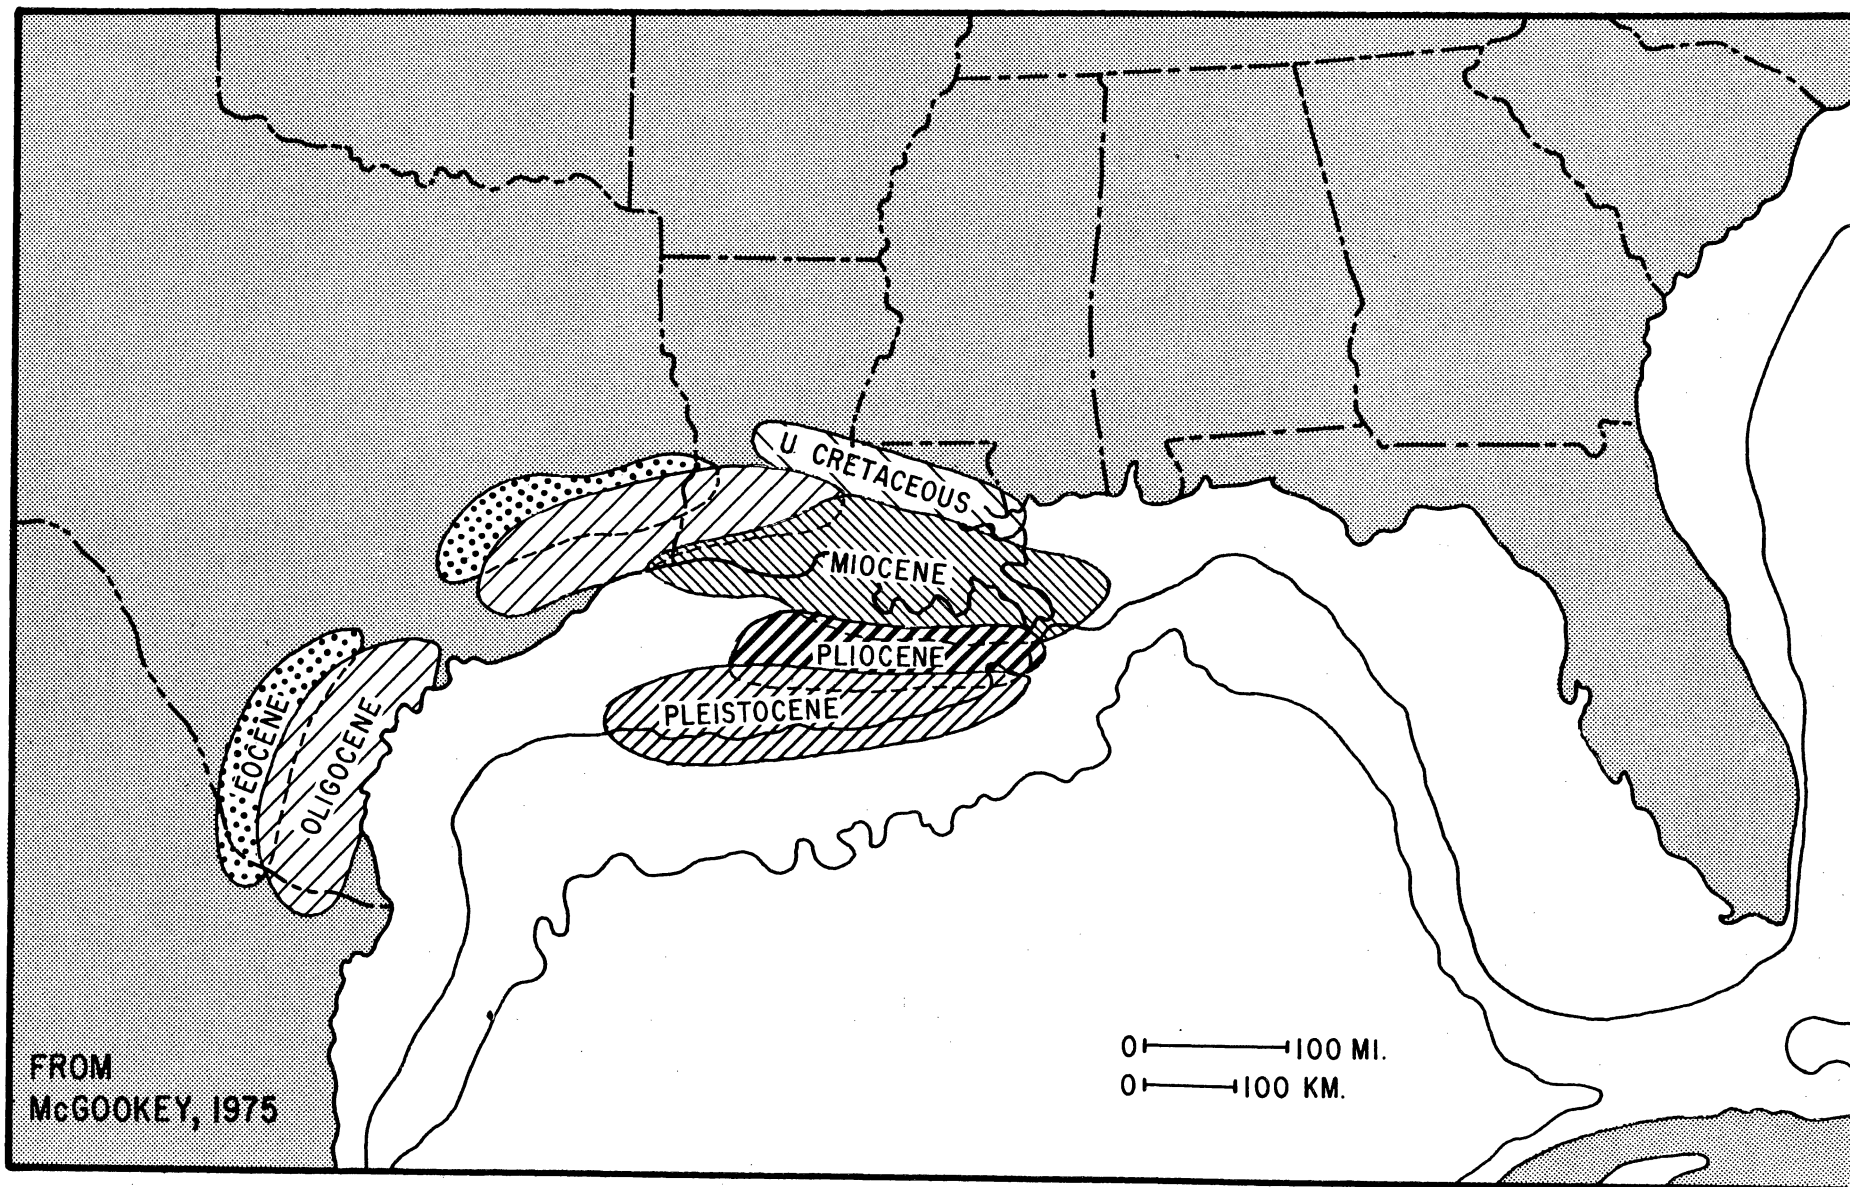 U. CRETACEOUS
MIOCENE
PLIOCENE
PLEISTOCENE
EOCENE
OLIGOCENE
0 100 MI.
0 100 KM.
FROM
McGOOKEY, 1975